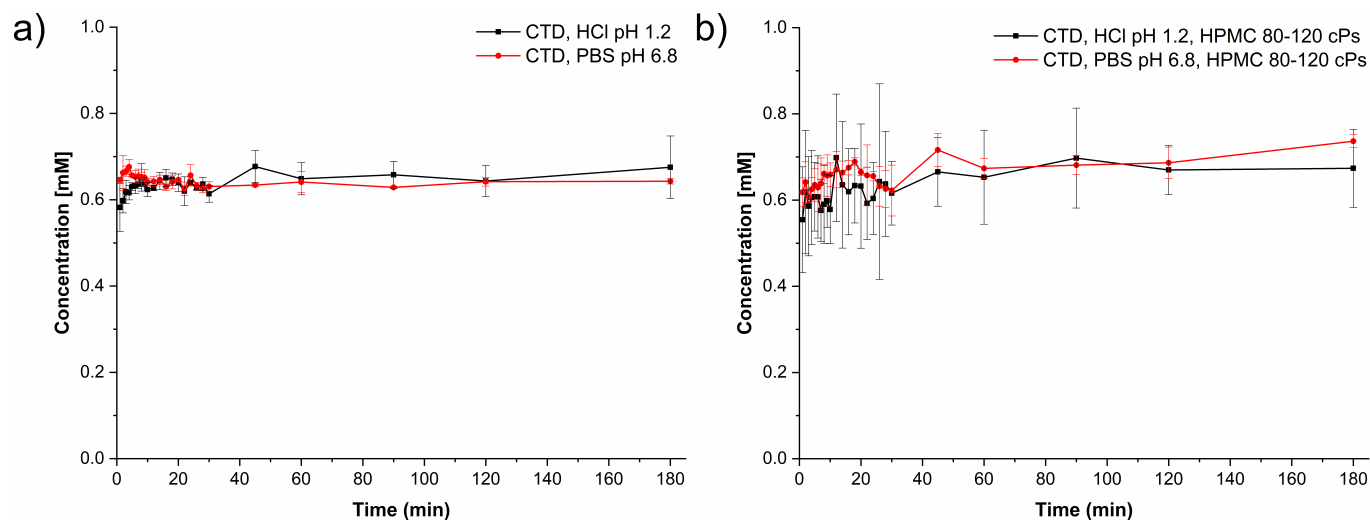 a)
CTD, HCl pH 1.2
CTD, PBS pH 6.8
1.0
0.8
0.6
0.4
0.2
0.0
Concentration [mM]
0 20 40 60 80 100 120 140 160 180
Time (min)
b)
CTD, HCl pH 1.2, HPMC 80-120 cPs
CTD, PBS pH 6.8, HPMC 80-120 cPs
1.0
0.8
0.6
0.4
0.2
0.0
Concentration [mM]
0 20 40 60 80 100 120 140 160 180
Time (min)